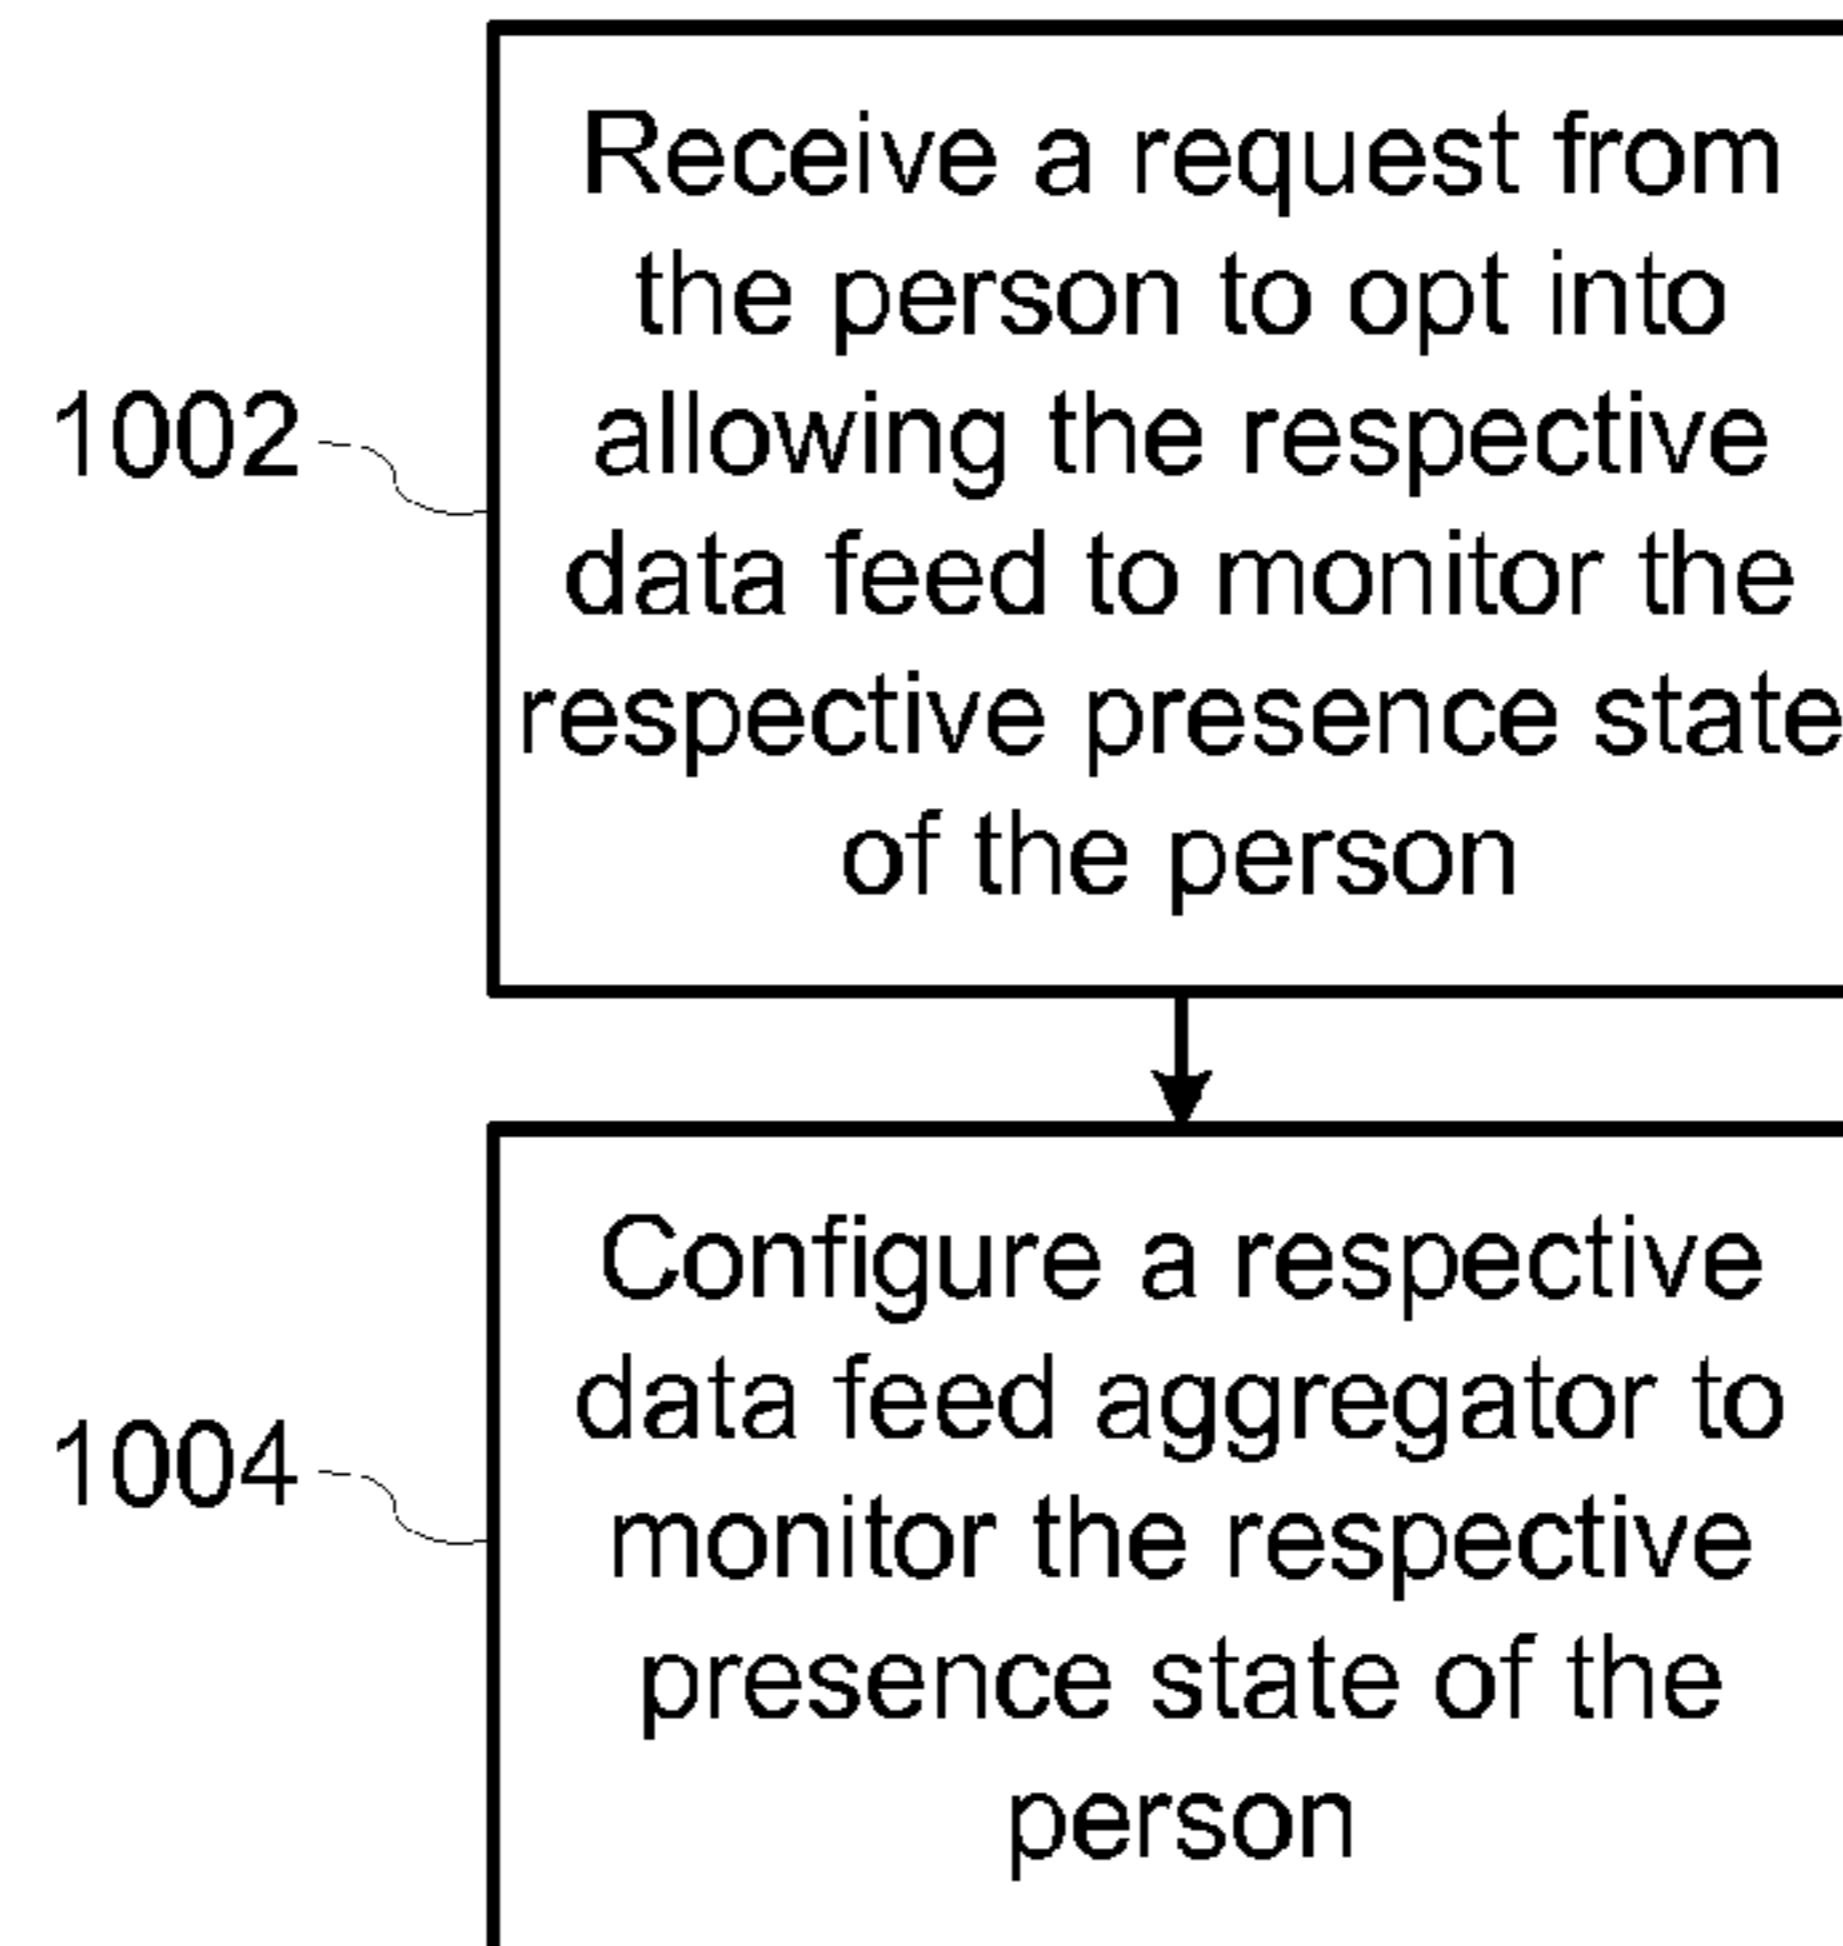 Receive a request from
the person to opt into
allowing the respective
data feed to monitor the
respective presence state
of the person
1002
Configure a respective
data feed aggregator to
monitor the respective
presence state of the
person
1004